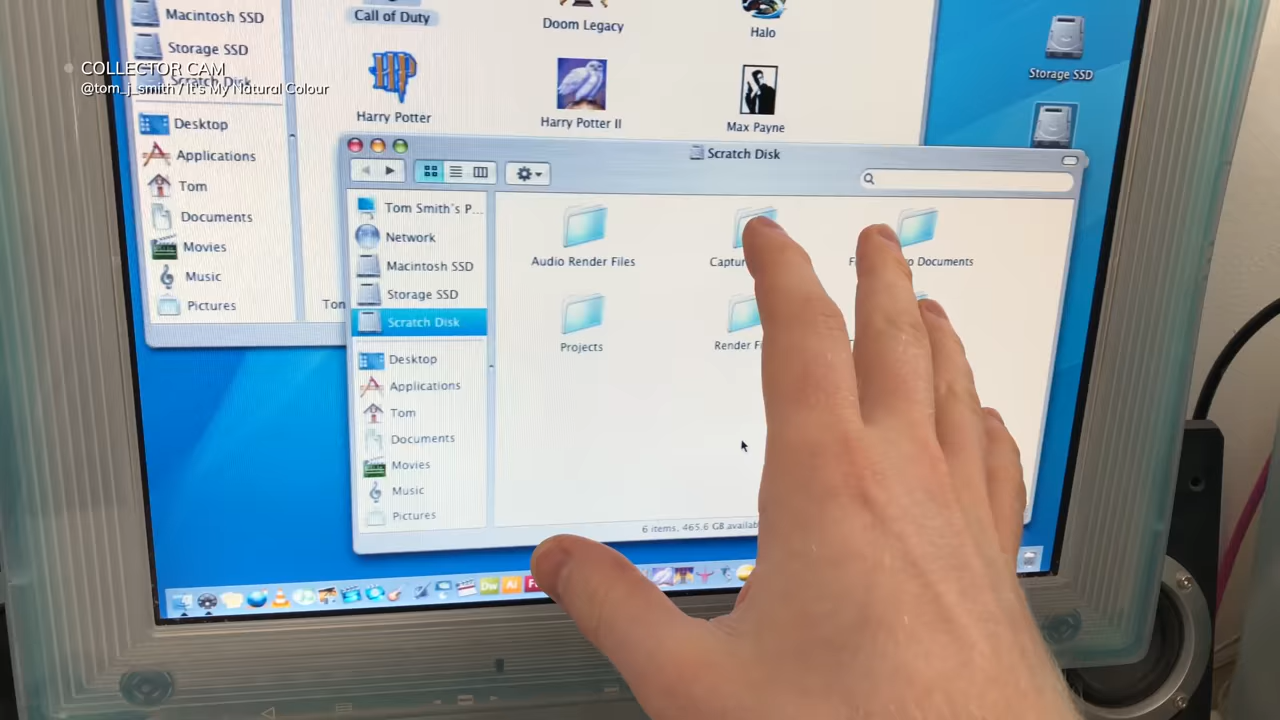 Macintosh SSD
Storage SSD
Scratch Disk
COLLECTOR CAM
@tom_j_smith / It's My Natural Colour
Desktop
Applications
Tom
Documents
Movies
Music
Pictures
Call of Duty
Doom Legacy
Halo
Harry Potter
Harry Potter II
Max Payne
Ton
Storage SSD
Scratch Disk
Tom Smith's P...
Network
Macintosh SSD
Storage SSD
Scratch Disk
Desktop
Applications
Tom
Documents
Movies
Music
Pictures
Audio Render Files
Captur
Documents
Projects
Render Fi
6 items, 465.6 GB availab
Dw
Ai